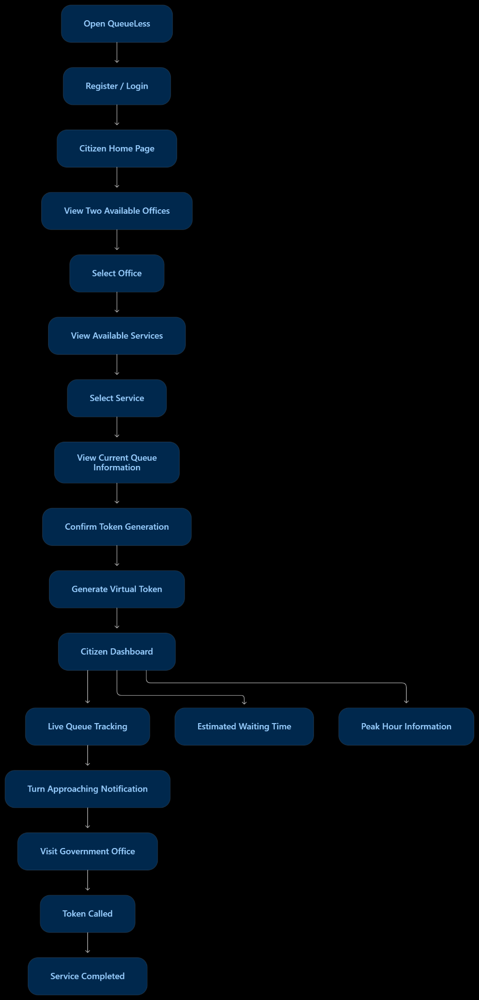 Open QueueLess
Register / Login
Citizen Home Page
View Two Available Offices
Select Office
View Available Services
Select Service
View Current Queue
Information
Confirm Token Generation
Generate Virtual Token
Citizen Dashboard
Live Queue Tracking
Estimated Waiting Time
Peak Hour Information
Turn Approaching Notification
Visit Government Office
Token Called
Service Completed